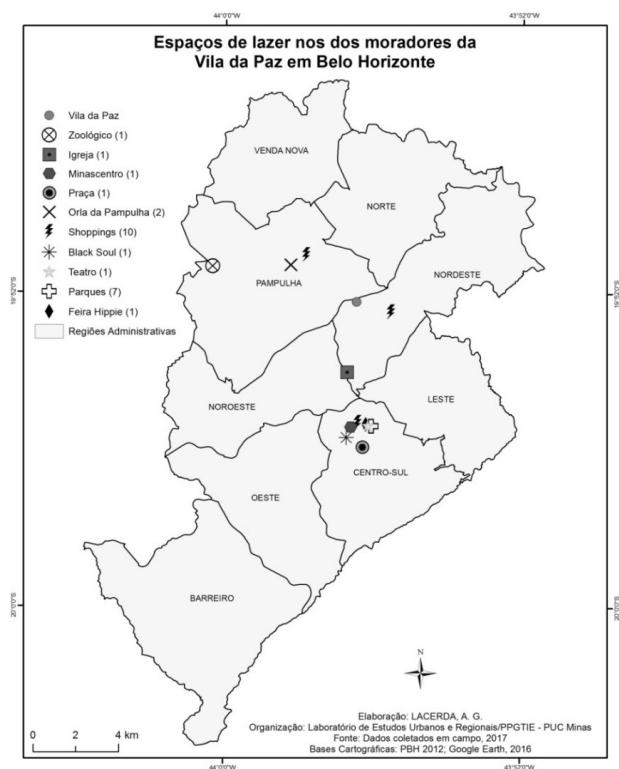 44°0'0"W
43°52'0"W
Espaços de lazer nos dos moradores da
Vila da Paz em Belo Horizonte
Vila da Paz
Zoológico (1)
Igreja (1)
Minascentro (1)
Praça (1)
Orla da Pampulha (2)
Shoppings (10)
Black Soul (1)
Teatro (1)
Parques (7)
Feira Hippie (1)
Regiões Administrativas
VENDA NOVA
NORTE
NORDESTE
PAMPULHA
19°52'0"S
19°52'0"S
NOROESTE
LESTE
OESTE
CENTRO-SUL
BARREIRO
20°0'0"S
20°0'0"S
N
0 2 4 km
Elaboração: LACERDA, A. G.
Organização: Laboratório de Estudos Urbanos e Regionais/PPGTIE - PUC Minas
Fonte: Dados coletados em campo, 2017
Bases Cartográficas: PBH 2012; Google Earth, 2016
44°0'0"W
43°52'0"W